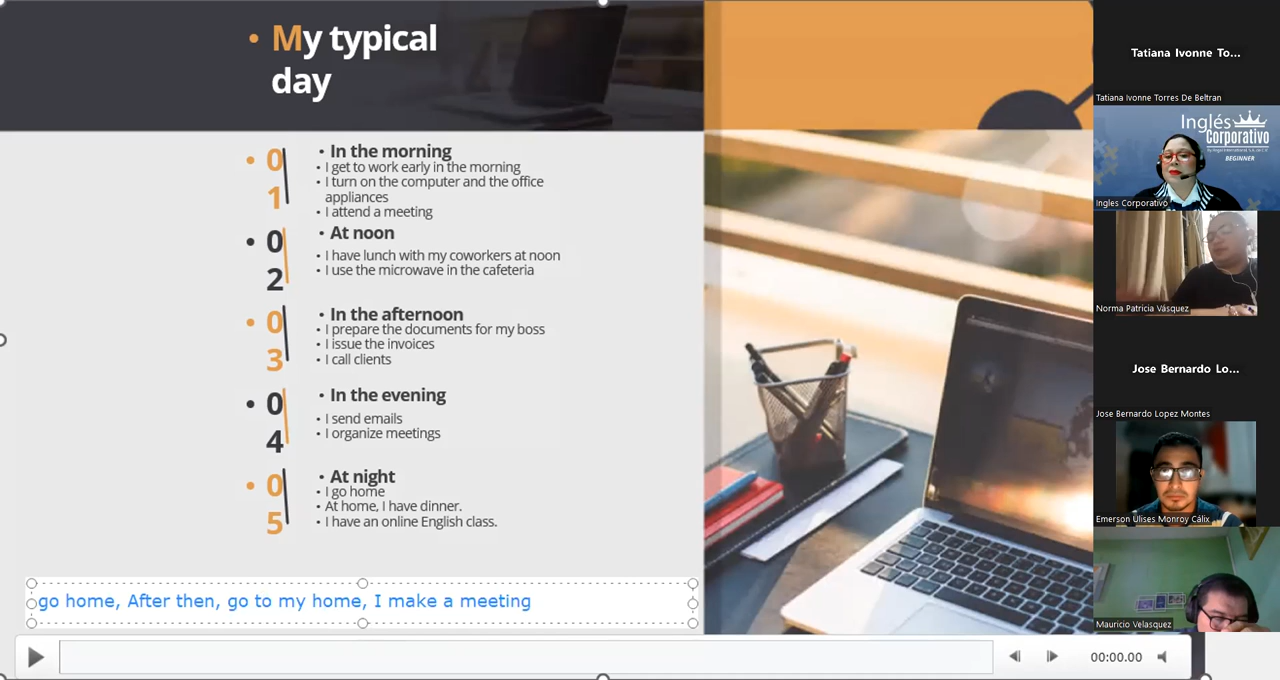 My typical
day
01
In the morning
I get to work early in the morning
I turn on the computer and the office
appliances
I attend a meeting
02
At noon
I have lunch with my coworkers at noon
I use the microwave in the cafeteria
03
In the afternoon
I prepare the documents for my boss
I issue the invoices
I call clients
04
In the evening
I send emails
I organize meetings
05
At night
I go home
At home, I have dinner.
I have an online English class.
go home, After then, go to my home, I make a meeting
00:00.00
Tatiana Ivonne To...
Tatiana Ivonne Torres De Beltran
Inglés
Corporativo
BEGINNER
Ingles Corporativo
Norma Patricia Vásquez
Jose Bernardo Lo...
Jose Bernardo Lopez Montes
Emerson Ulises Monroy Cálix
Mauricio Velasquez